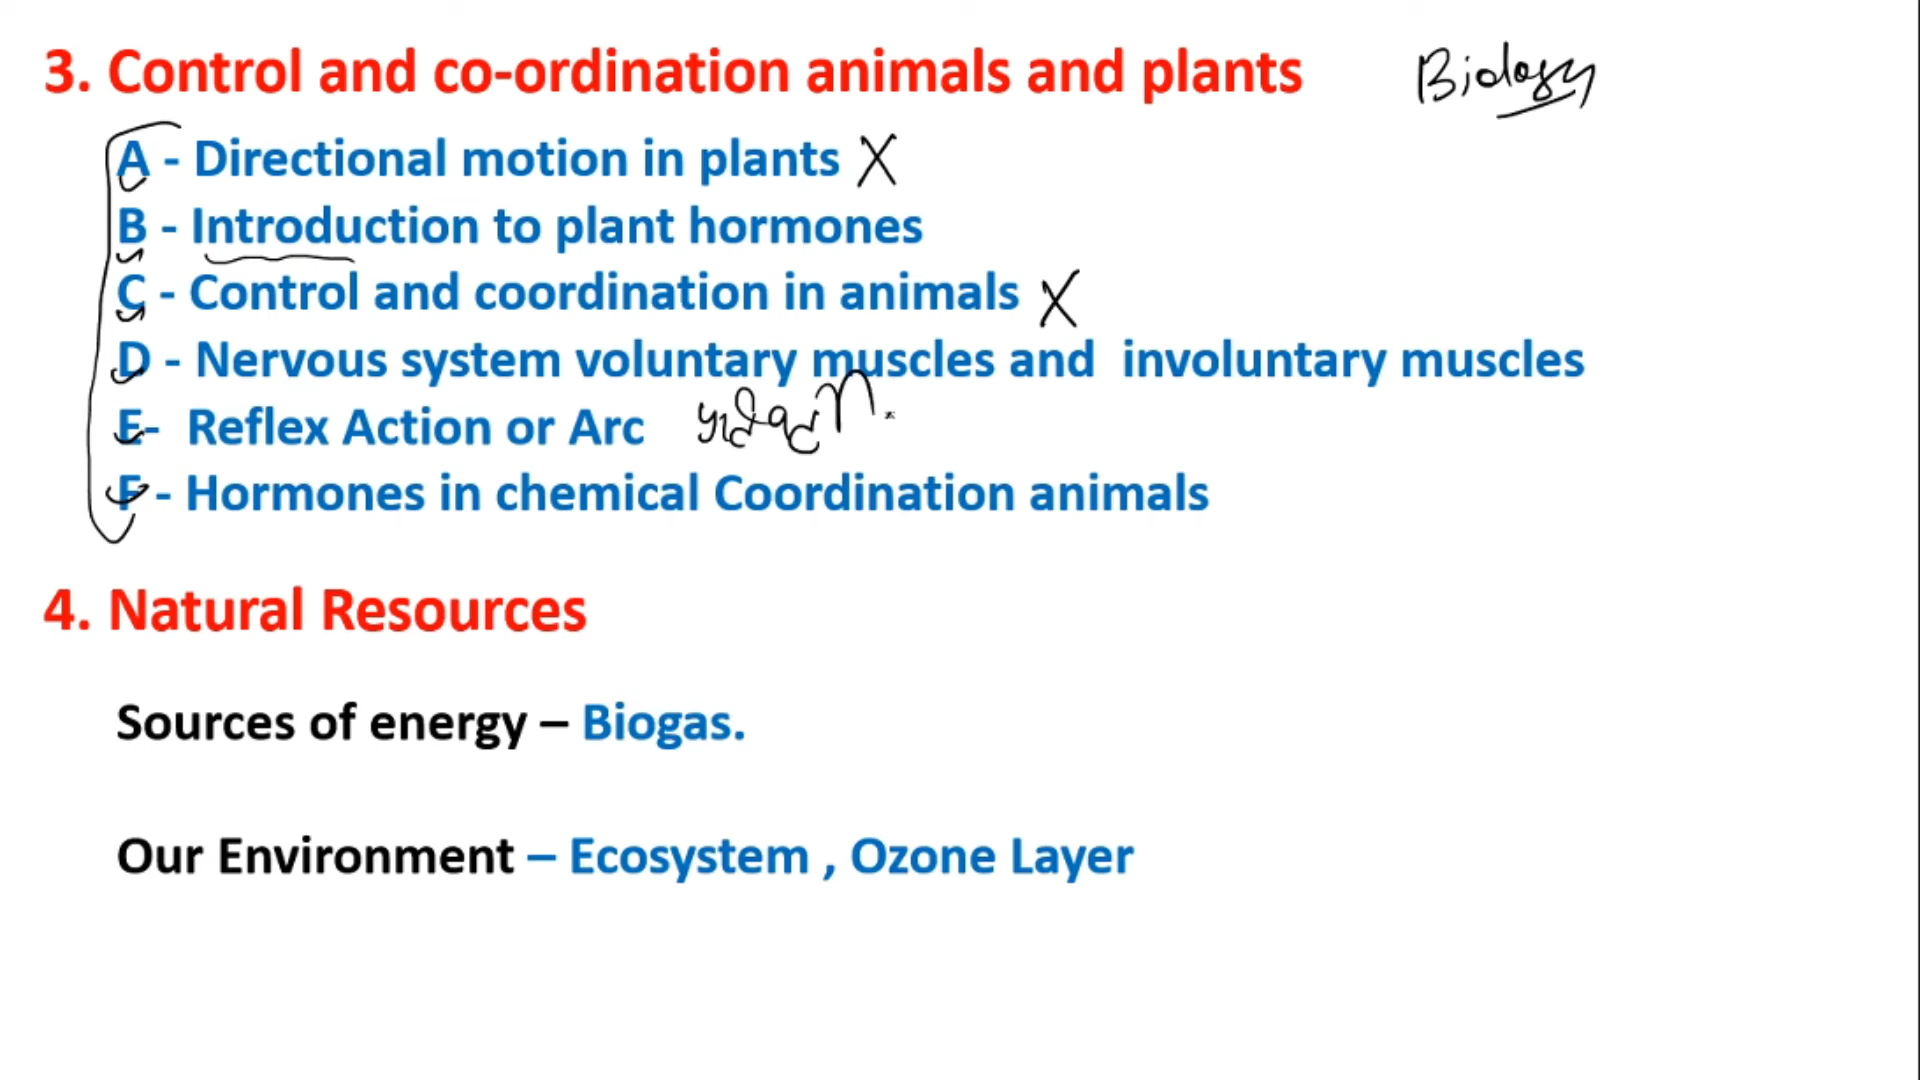 3. Control and co-ordination animals and plants Biology
A - Directional motion in plants X
B - Introduction to plant hormones
C - Control and coordination in animals X
D - Nervous system voluntary muscles and involuntary muscles
E- Reflex Action or Arc
F - Hormones in chemical Coordination animals
4. Natural Resources
Sources of energy – Biogas.
Our Environment – Ecosystem , Ozone Layer